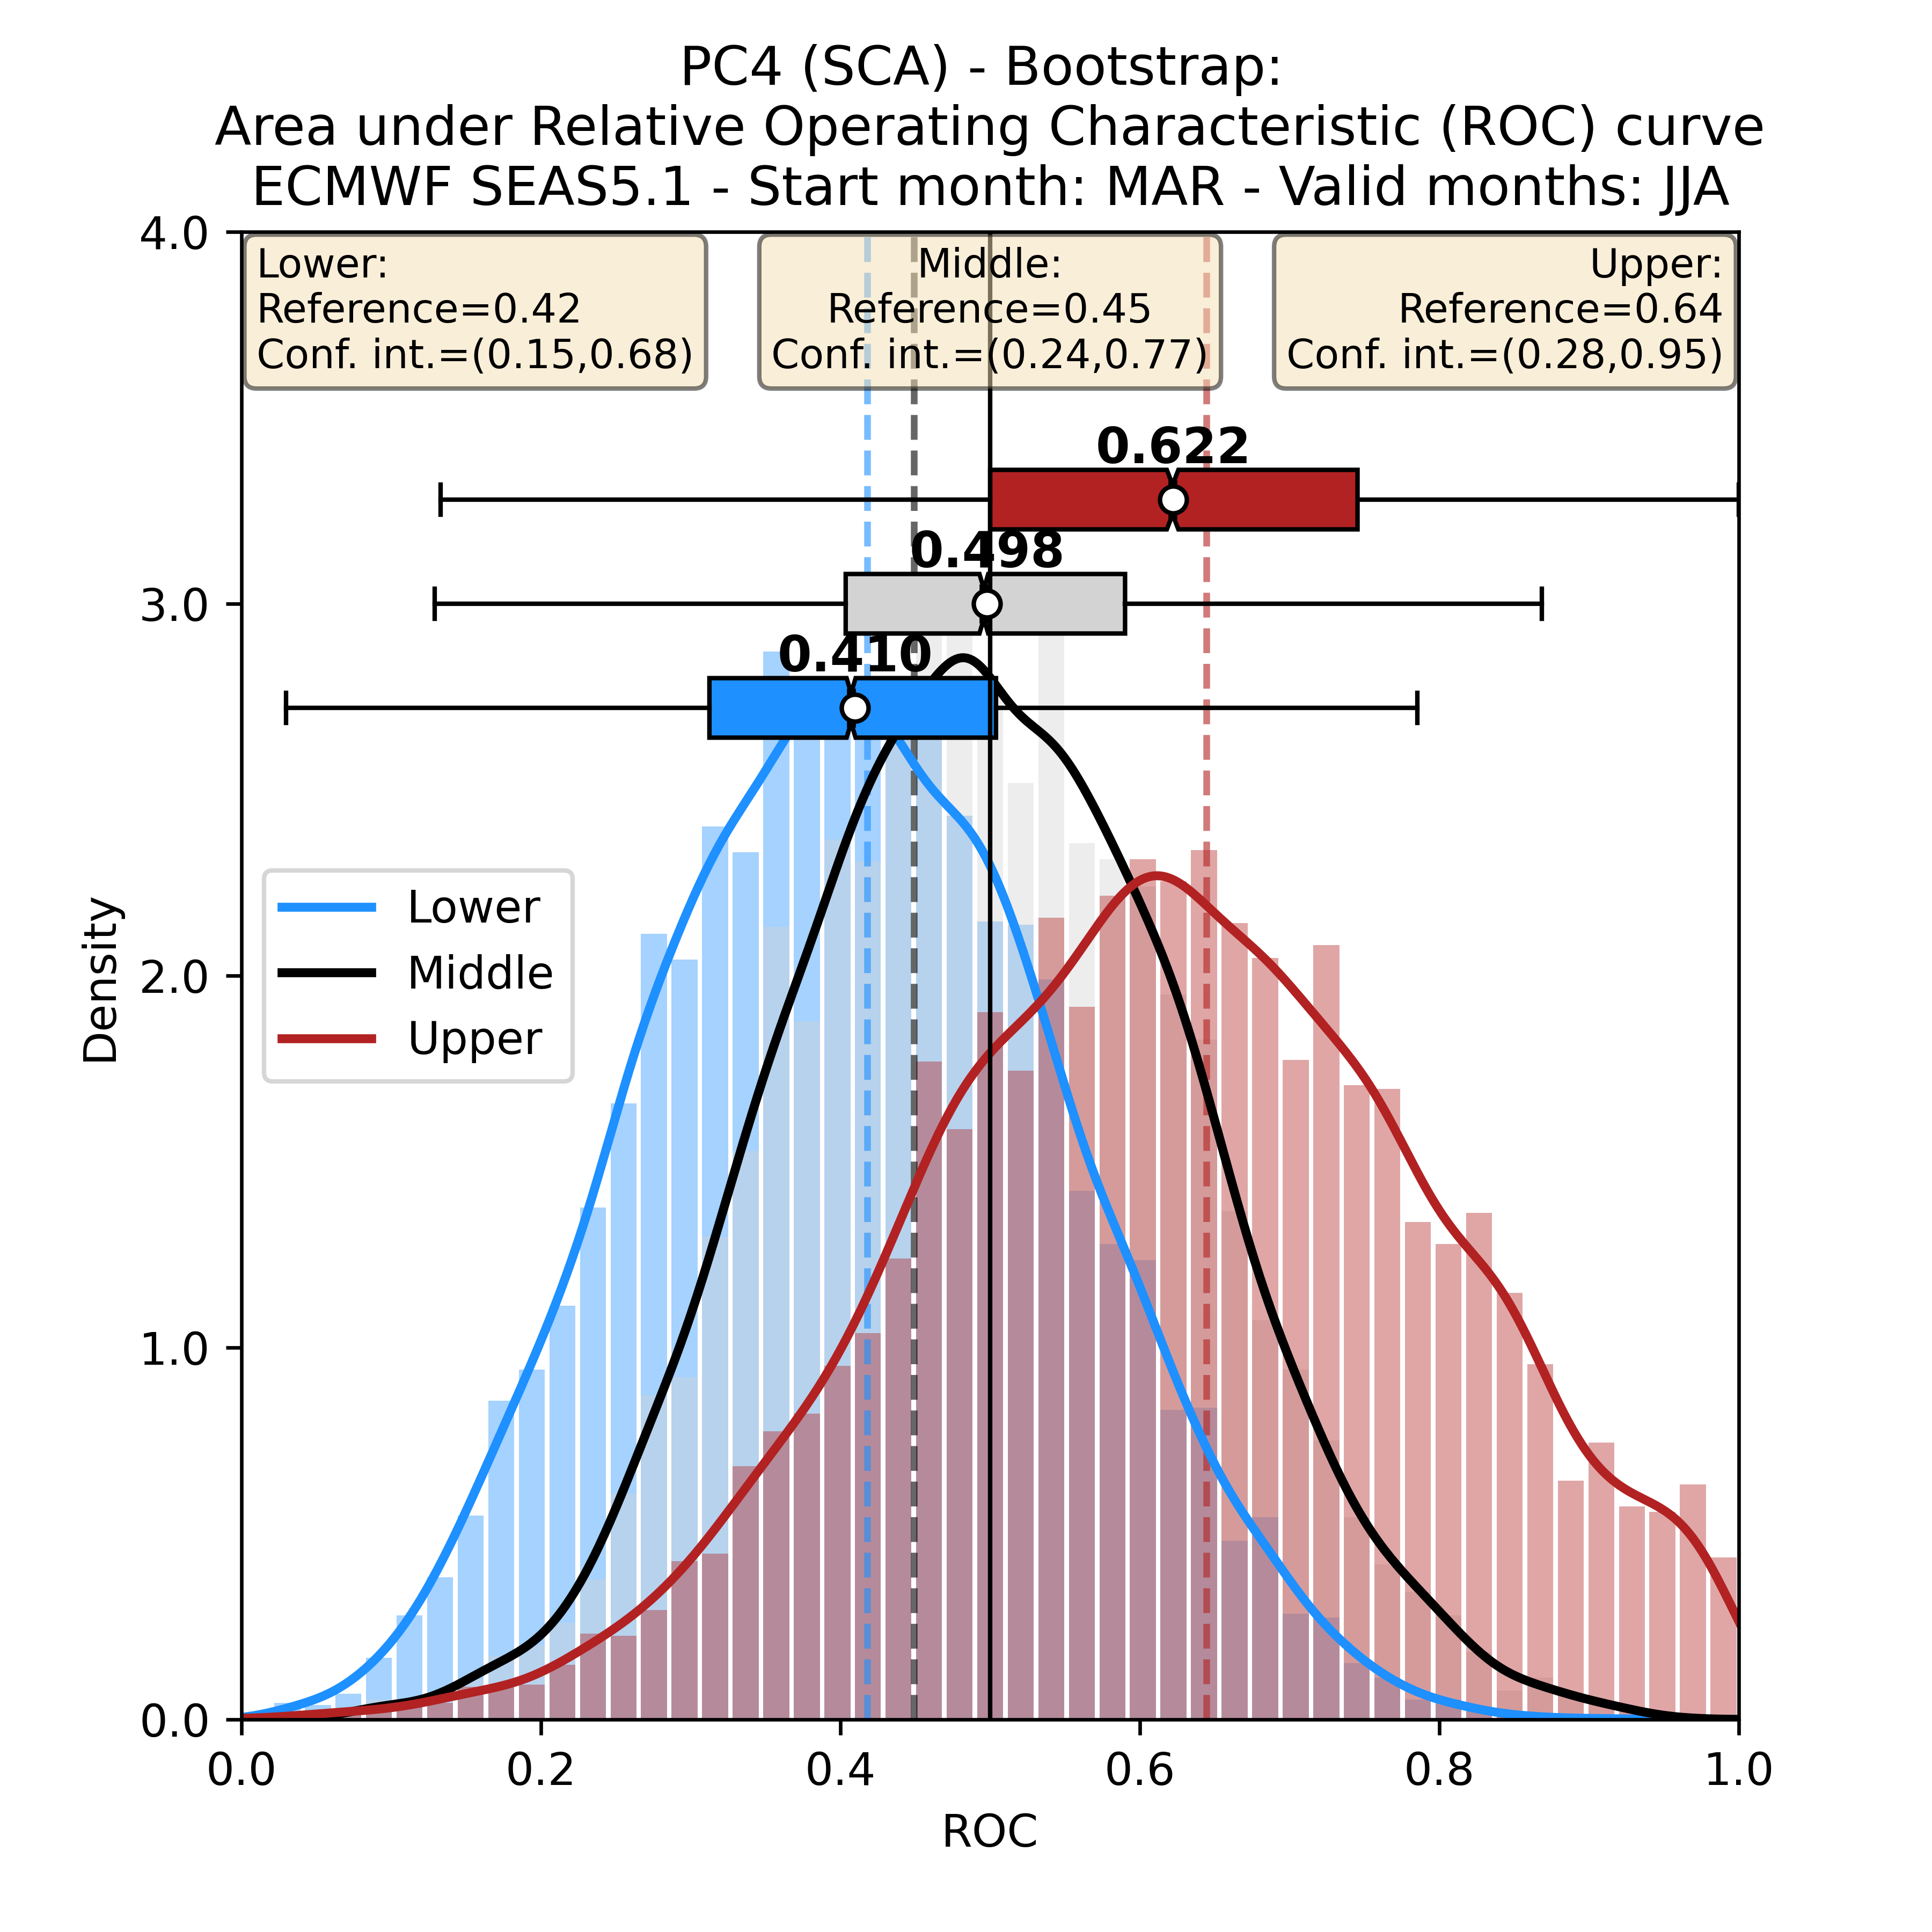 PC4 (SCA) - Bootstrap:
Area under Relative Operating Characteristic (ROC) curve
ECMWF SEAS5.1 - Start month: MAR - Valid months: JJA
4.0
Lower:
Reference=0.42
Conf. int.=(0.15,0.68)
Middle:
Reference=0.45
Conf. int.=(0.24,0.77)
Upper:
Reference=0.64
Conf. int.=(0.28,0.95)
0.622
0.498
3.0
0.410
Lower
Middle
Upper
Density
2.0
1.0
0.0
0.0 0.2 0.4 0.6 0.8 1.0
ROC